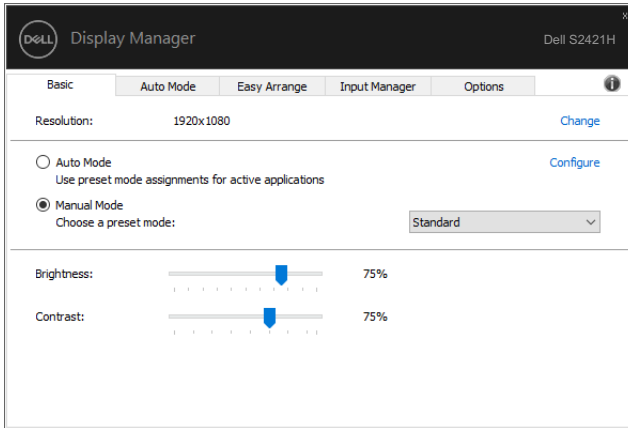 x
DELL Display Manager Dell S2421H
Basic Auto Mode Easy Arrange Input Manager Options i
Resolution: 1920x1080 Change
Auto Mode Configure
Use preset mode assignments for active applications
Manual Mode
Choose a preset mode: Standard
Brightness: 75%
Contrast: 75%